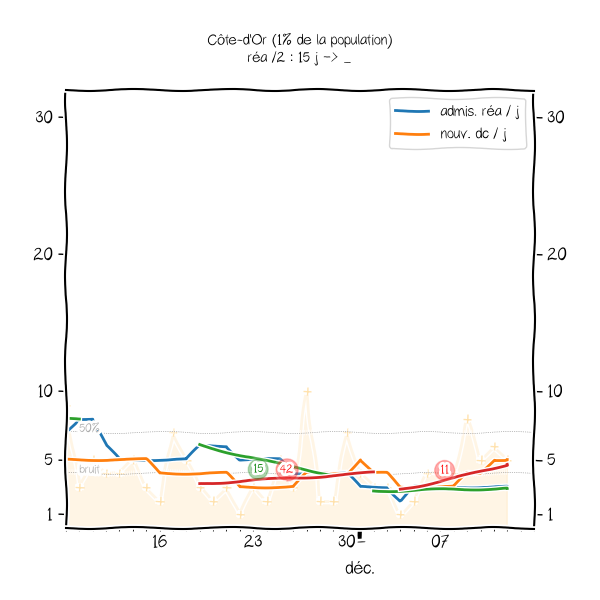 Côte-d'Or (1% de la population)
réa /2 : 15 j -> _
admis. réa / j
nouv. dc / j
30 30
20 20
10 10
50%
5 5
bruit
15 42 11
1 1
16 23 30 07
déc.